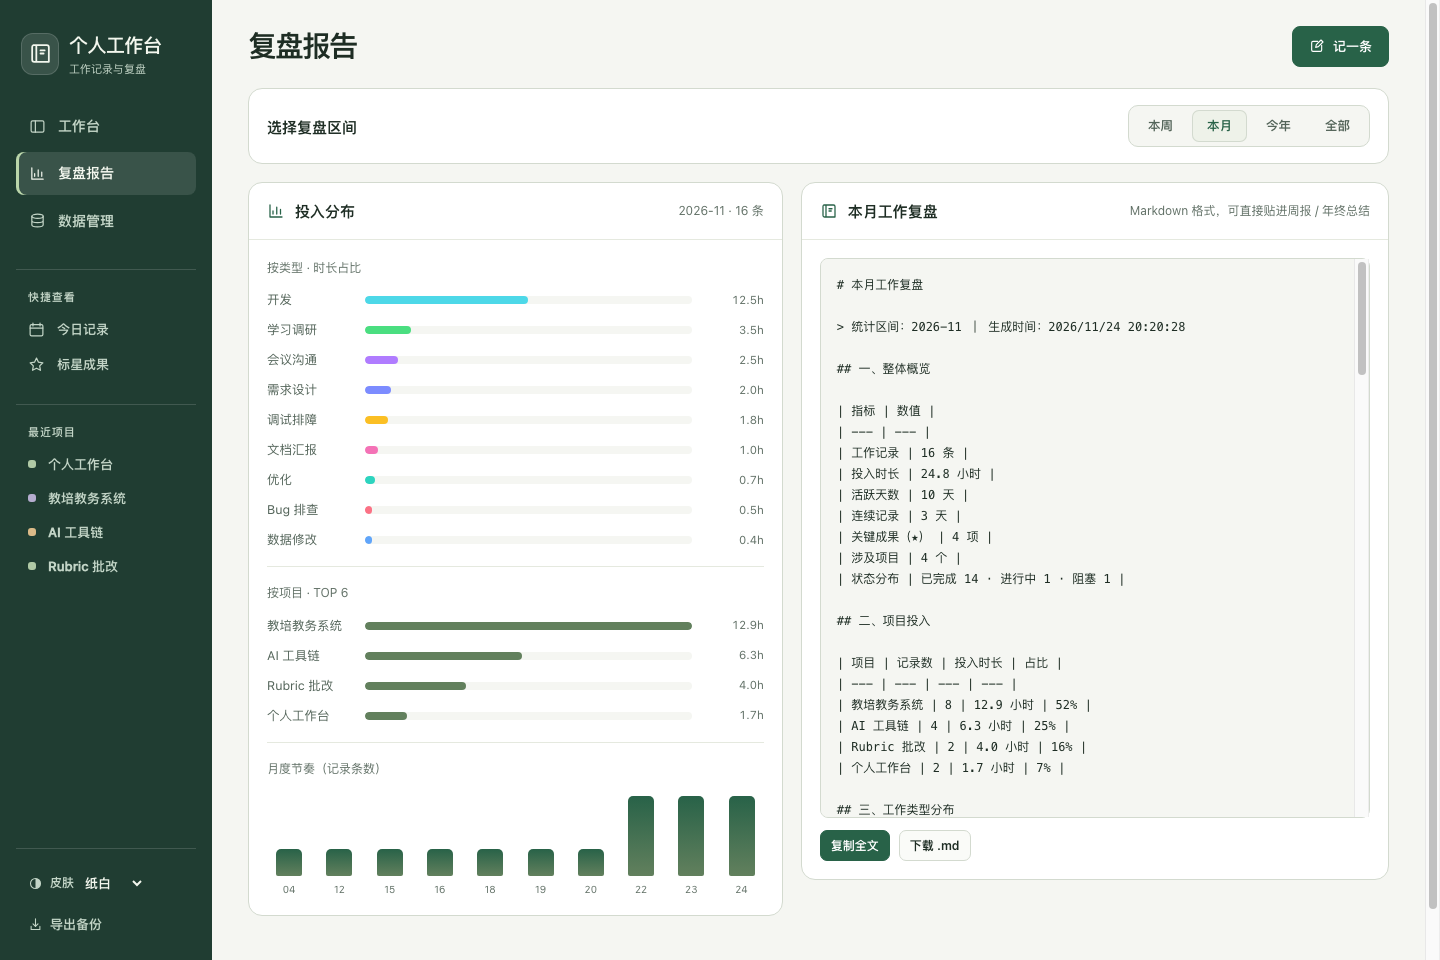 个人工作台
工作记录与复盘
工作台
复盘报告
数据管理
快捷查看
今日记录
标星成果
最近项目
个人工作台
教培教务系统
AI 工具链
Rubric 批改
皮肤 纸白
导出备份
复盘报告
记一条
选择复盘区间
本周 本月 今年 全部
投入分布
2026-11 · 16 条
按类型 · 时长占比
开发 12.5h
学习调研 3.5h
会议沟通 2.5h
需求设计 2.0h
调试排障 1.8h
文档汇报 1.0h
优化 0.7h
Bug 排查 0.5h
数据修改 0.4h
按项目 · TOP 6
教培教务系统 12.9h
AI 工具链 6.3h
Rubric 批改 4.0h
个人工作台 1.7h
月度节奏（记录条数）
04 12 15 16 18 19 20 22 23 24
本月工作复盘
Markdown 格式，可直接贴进周报 / 年终总结
# 本月工作复盘
> 统计区间：2026-11 ｜ 生成时间：2026/11/24 20:20:28
## 一、整体概览
| 指标 | 数值 |
| --- | --- |
| 工作记录 | 16 条 |
| 投入时长 | 24.8 小时 |
| 活跃天数 | 10 天 |
| 连续记录 | 3 天 |
| 关键成果（★） | 4 项 |
| 涉及项目 | 4 个 |
| 状态分布 | 已完成 14 · 进行中 1 · 阻塞 1 |
## 二、项目投入
| 项目 | 记录数 | 投入时长 | 占比 |
| --- | --- | --- | --- |
| 教培教务系统 | 8 | 12.9 小时 | 52% |
| AI 工具链 | 4 | 6.3 小时 | 25% |
| Rubric 批改 | 2 | 4.0 小时 | 16% |
| 个人工作台 | 2 | 1.7 小时 | 7% |
## 三、工作类型分布
复制全文
下载 .md